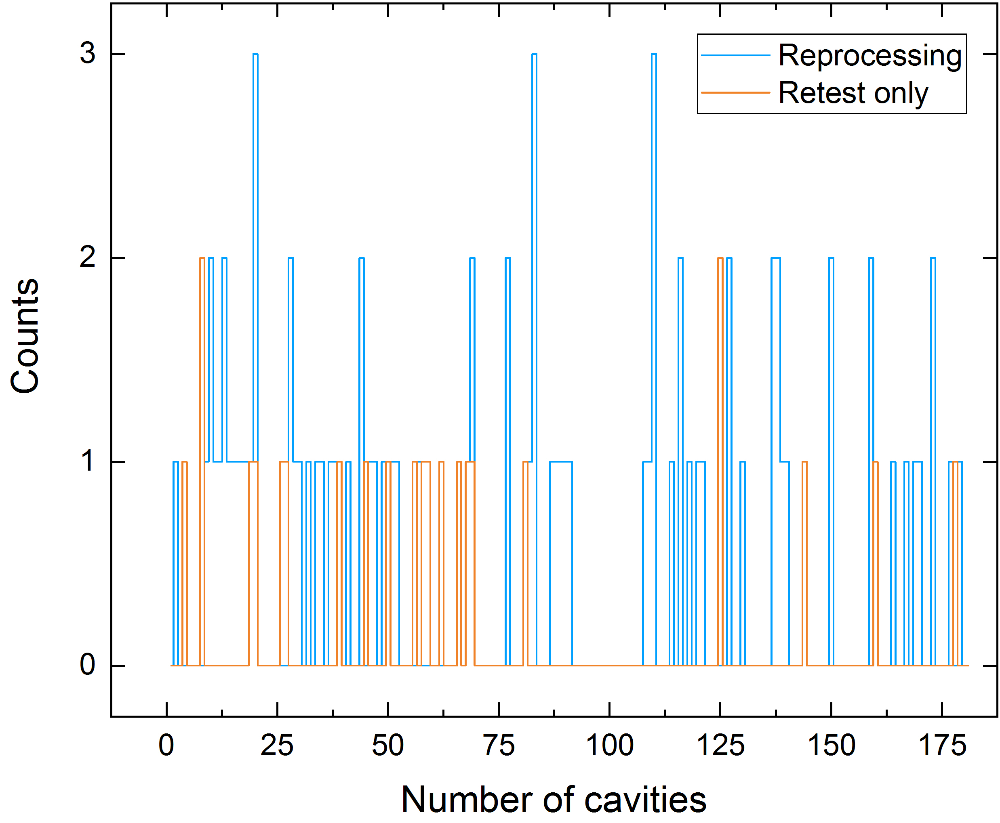 Reprocessing
Retest only
3
2
1
0
Counts
0 25 50 75 100 125 150 175
Number of cavities